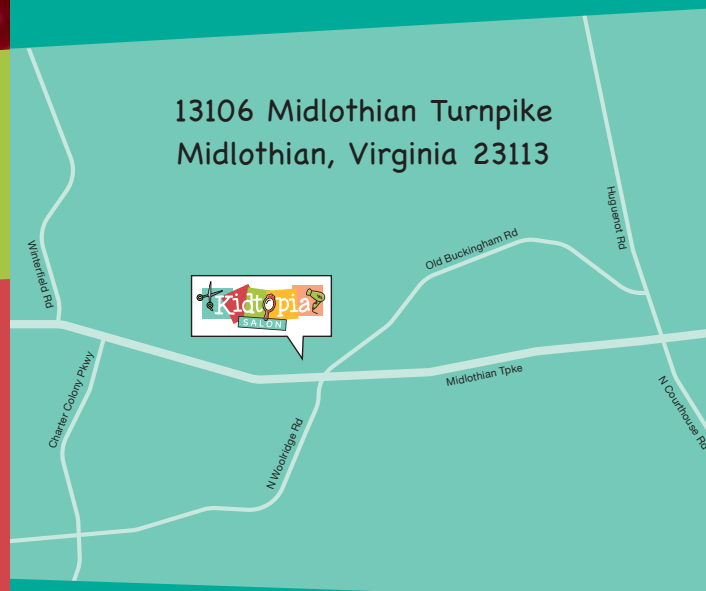 13106 Midlothian Turnpike
Midlothian, Virginia 23113
Huguenot Rd
Old Buckingham Rd
Winterfield Rd
Kidtopia
SALON
Charter Colony Pkwy
Midlothian Tpke
N Courthouse Rd
N Woolridge Rd